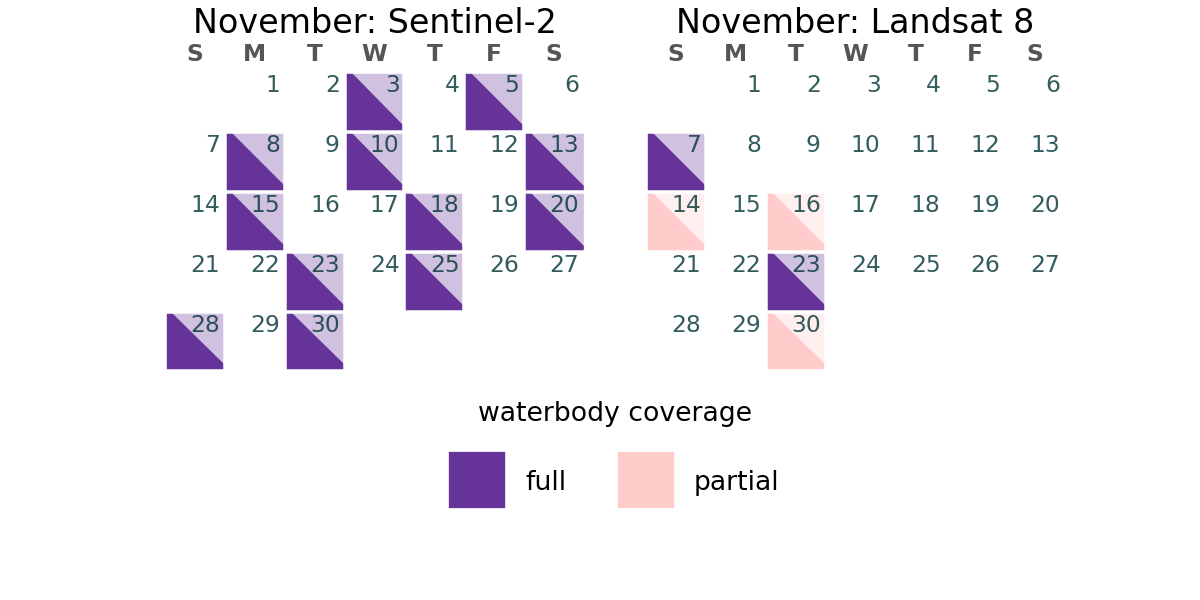 November: Sentinel-2
S M T W T F S
1 2 3 4 5 6
7 8 9 10 11 12 13
14 15 16 17 18 19 20
21 22 23 24 25 26 27
28 29 30
November: Landsat 8
S M T W T F S
1 2 3 4 5 6
7 8 9 10 11 12 13
14 15 16 17 18 19 20
21 22 23 24 25 26 27
28 29 30
waterbody coverage
full
partial